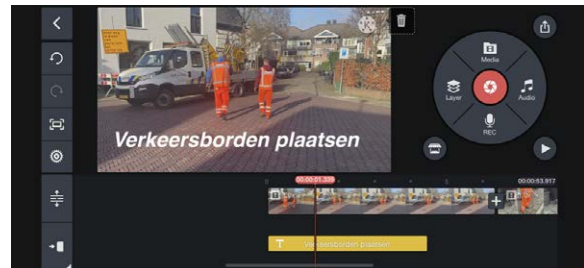 Media
Layer
Audio
REC
Verkeersborden plaatsen
00:00:01.339
00:00:53.917
T Verkeersborden plaatsen